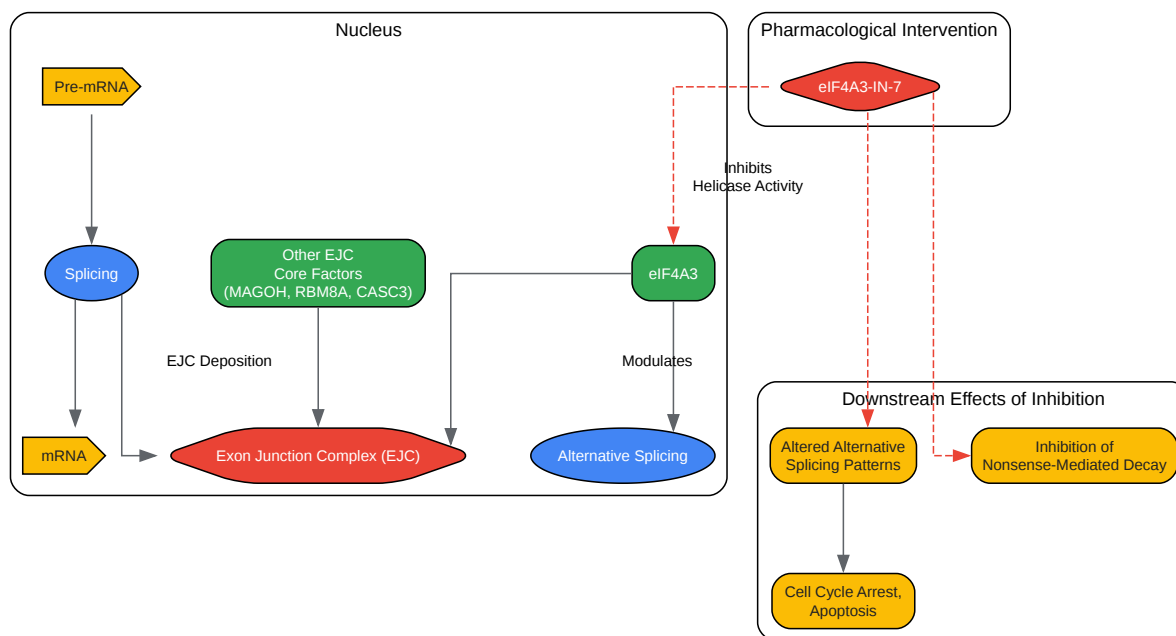 Nucleus
Pharmacological Intervention
Pre-mRNA
eIF4A3-IN-7
Inhibits
Helicase Activity
Splicing
Other EJC
Core Factors
(MAGOH, RBM8A, CASC3)
eIF4A3
EJC Deposition
Modulates
mRNA
Exon Junction Complex (EJC)
Alternative Splicing
Downstream Effects of Inhibition
Altered Alternative
Splicing Patterns
Inhibition of
Nonsense-Mediated Decay
Cell Cycle Arrest,
Apoptosis